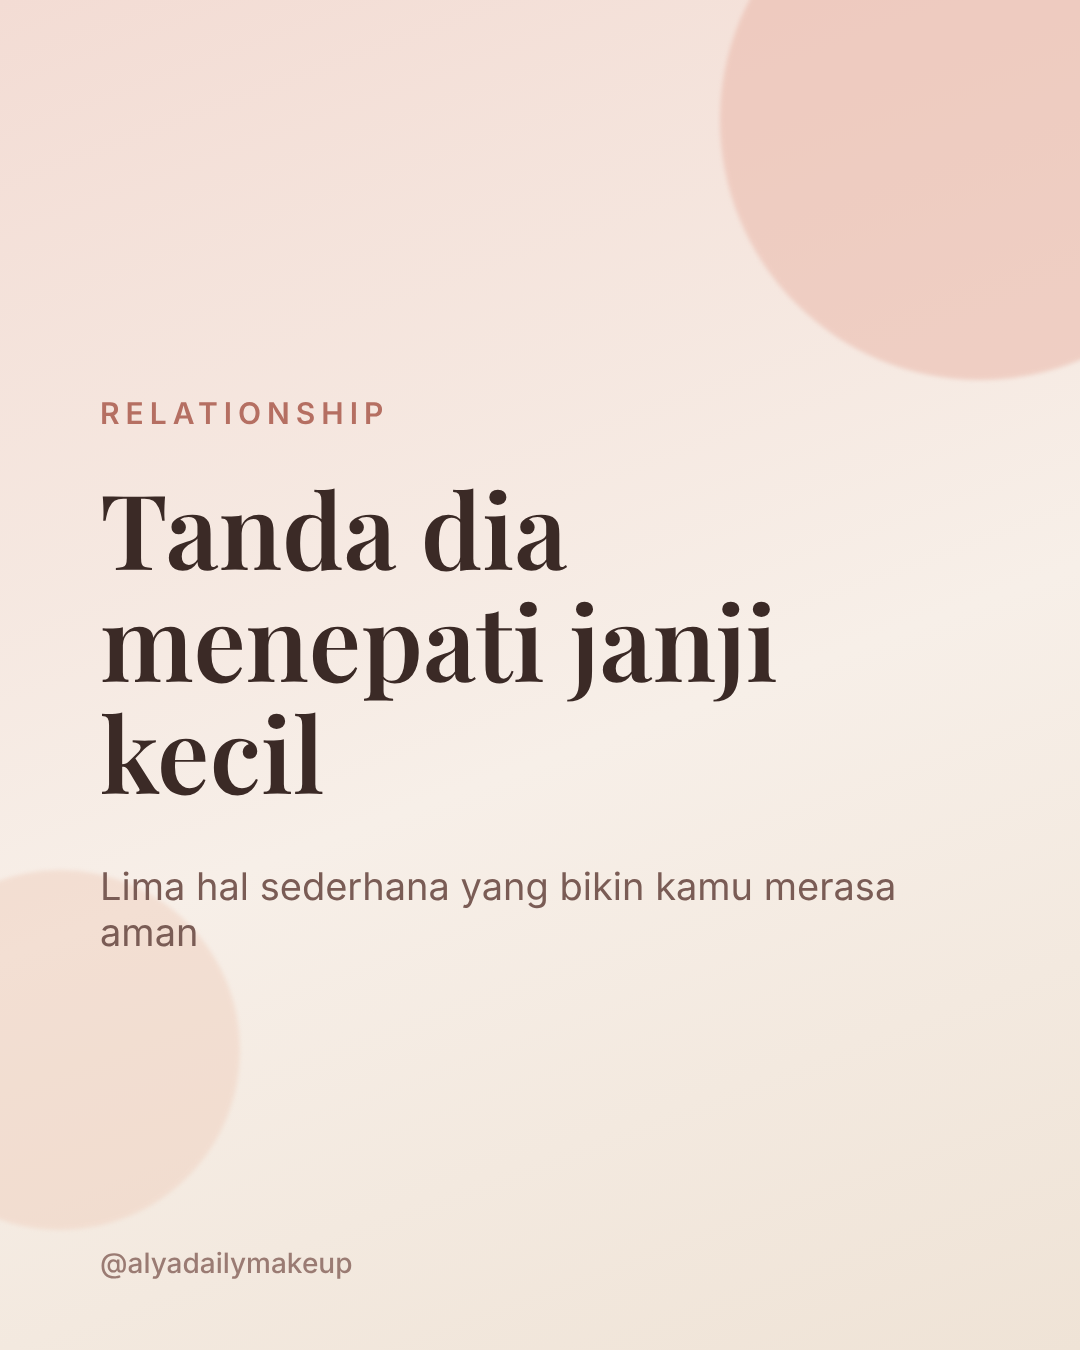 RELATIONSHIP
Tanda dia
menepati janji
kecil
Lima hal sederhana yang bikin kamu merasa
aman
@alyadailymakeup